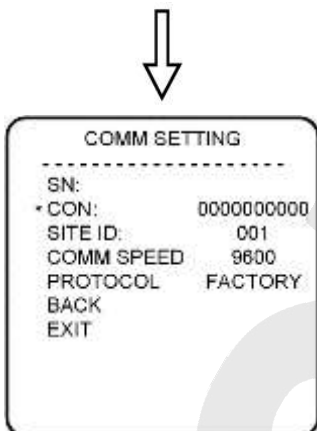 COMM SETTING
SN:
*CON: 0000000000
SITE ID: 001
COMM SPEED 9600
PROTOCOL FACTORY
BACK
EXIT